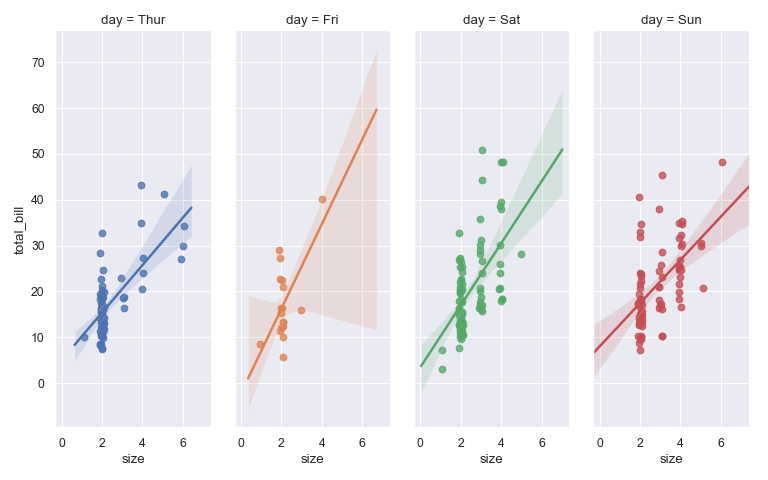 day = Thur
day = Fri
day = Sat
day = Sun
total_bill
70
60
50
40
30
20
10
0
0 2 4 6
0 2 4 6
0 2 4 6
0 2 4 6
size
size
size
size